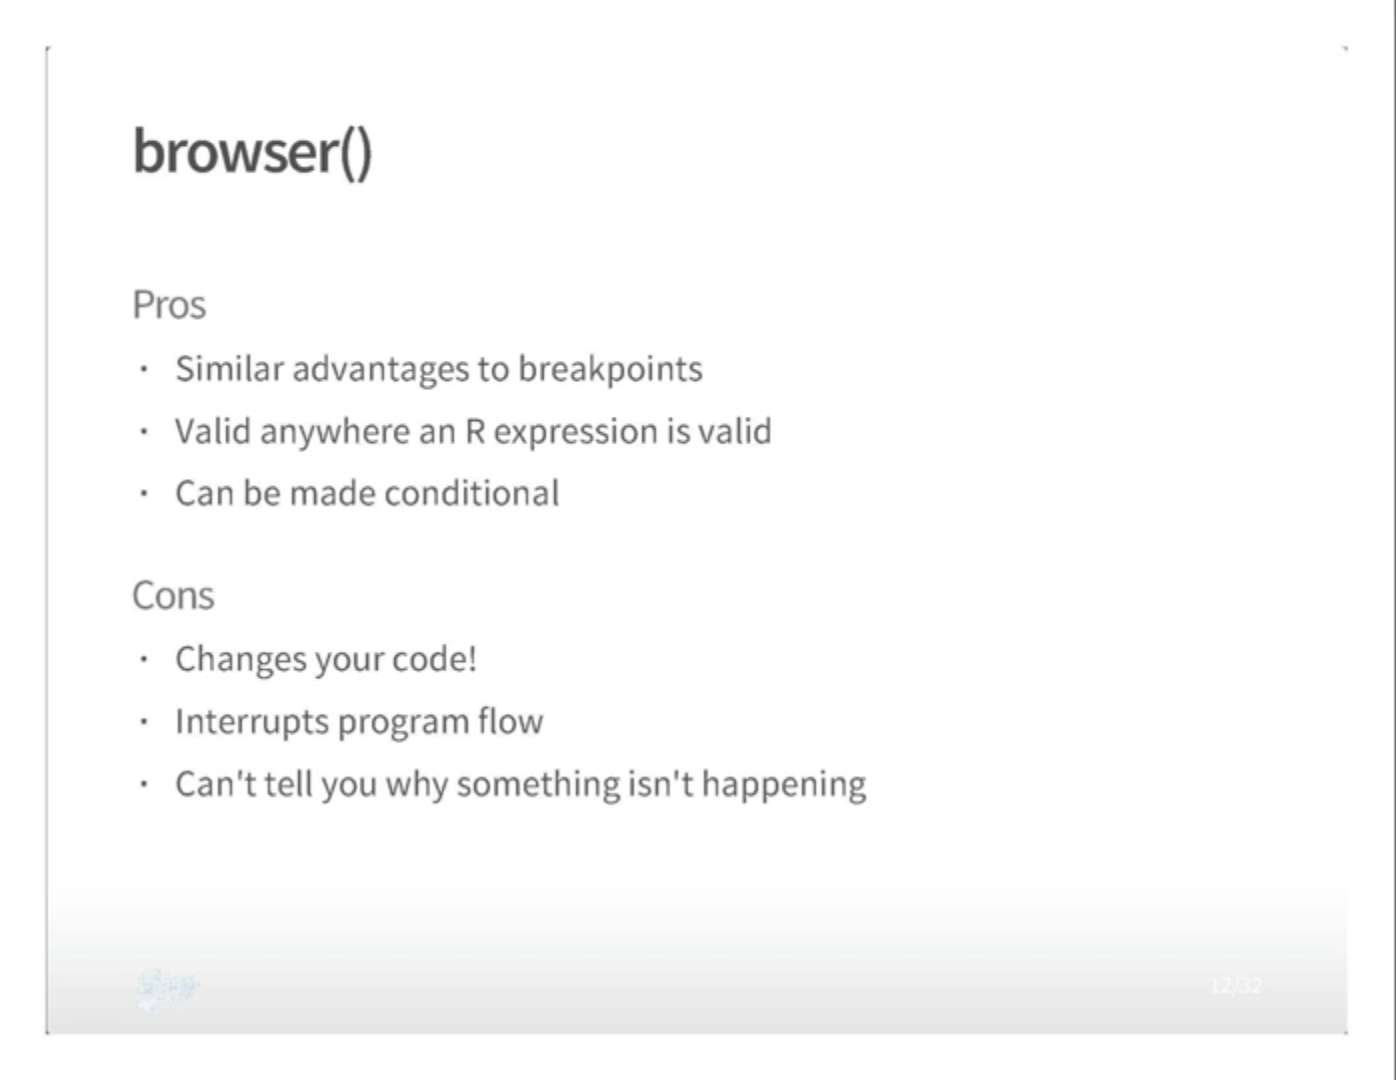 browser()
Pros
· Similar advantages to breakpoints
· Valid anywhere an R expression is valid
· Can be made conditional
Cons
· Changes your code!
· Interrupts program flow
· Can't tell you why something isn't happening
12/32